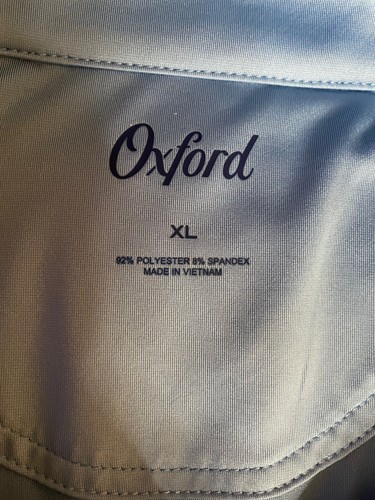 Oxford
XL
92% POLYESTER 8% SPANDEX
MADE IN VIETNAM